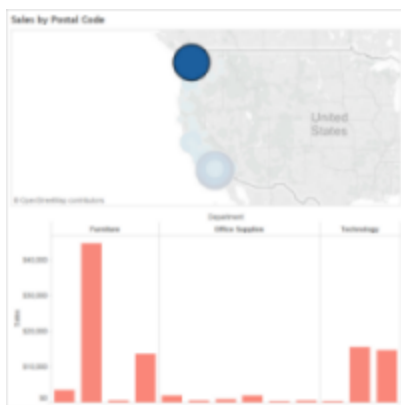 Sales by Postal Code
United
States
© OpenStreetMap contributors
Department
Furniture
Office Supplies
Technology
Sales
$40,000
$30,000
$20,000
$10,000
$0